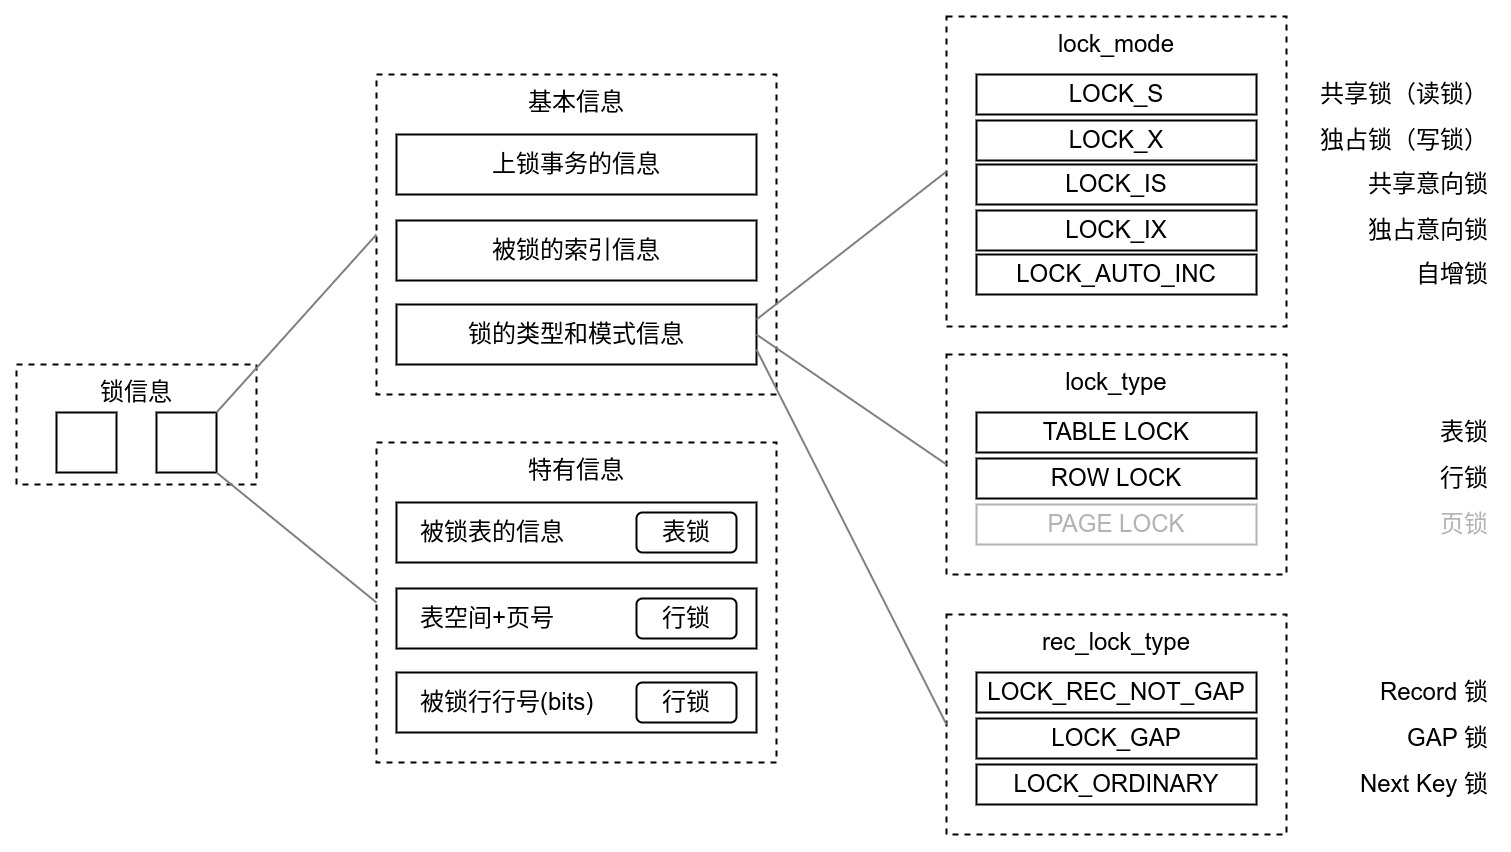 锁信息
基本信息
上锁事务的信息
被锁的索引信息
锁的类型和模式信息
特有信息
被锁表的信息 表锁
表空间+页号 行锁
被锁行行号(bits) 行锁
lock_mode
LOCK_S 共享锁（读锁）
LOCK_X 独占锁（写锁）
LOCK_IS 共享意向锁
LOCK_IX 独占意向锁
LOCK_AUTO_INC 自增锁
lock_type
TABLE LOCK 表锁
ROW LOCK 行锁
PAGE LOCK 页锁
rec_lock_type
LOCK_REC_NOT_GAP Record 锁
LOCK_GAP GAP 锁
LOCK_ORDINARY Next Key 锁